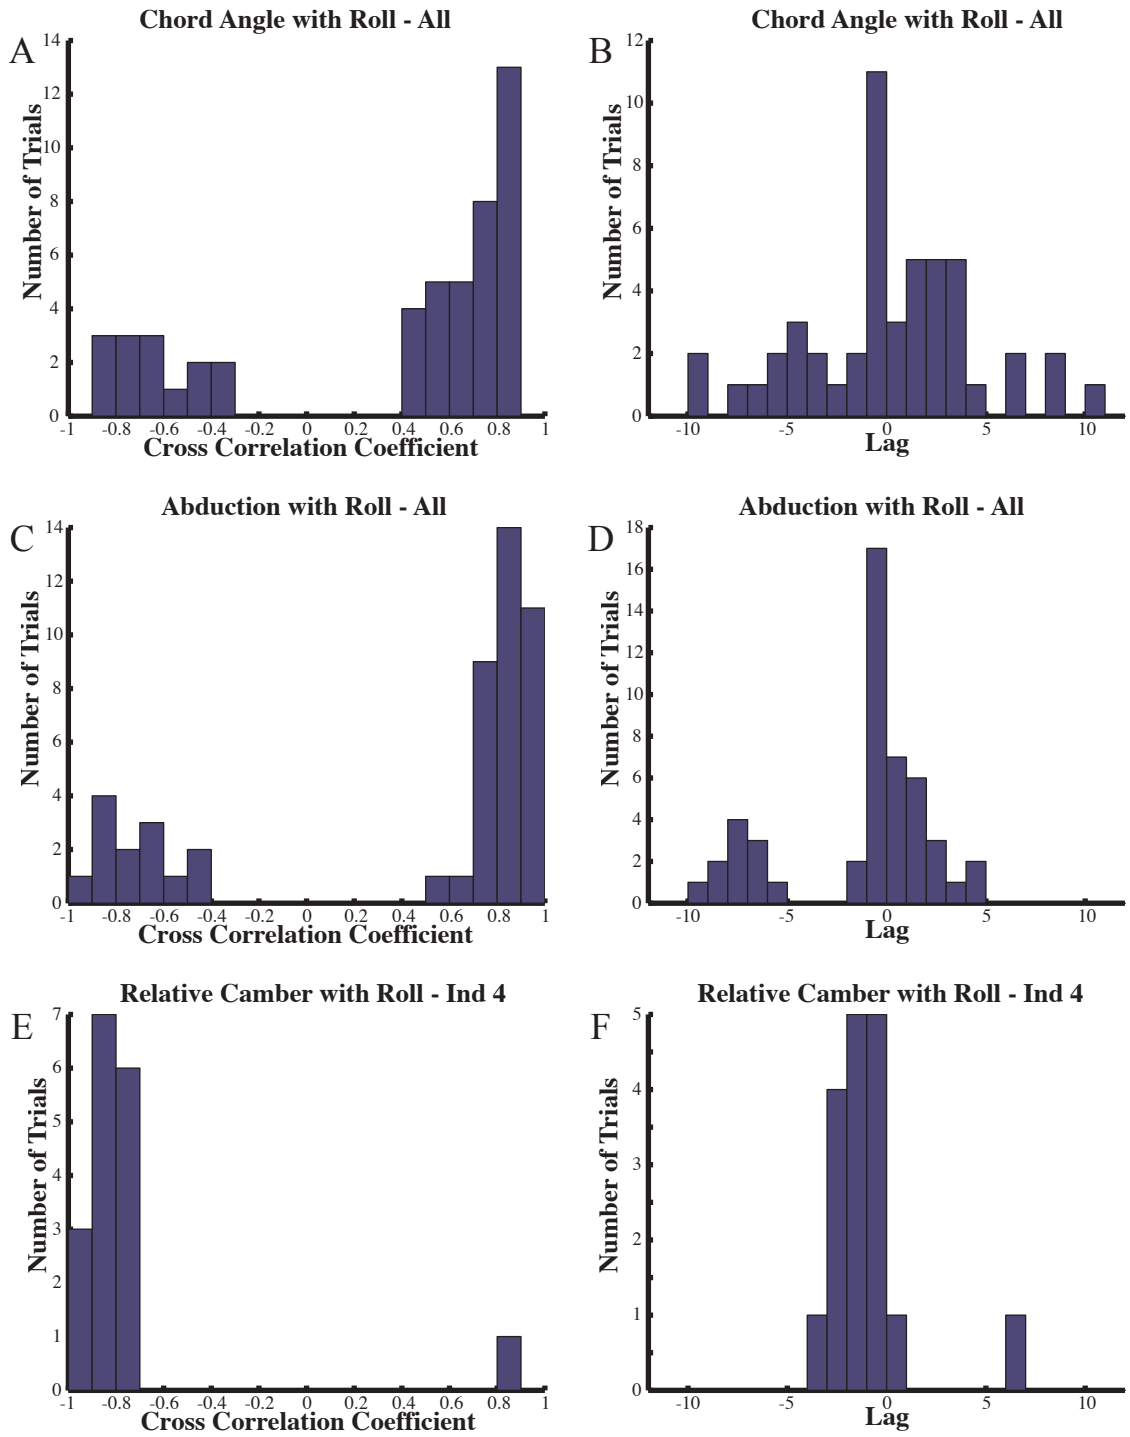 Chord Angle with Roll - All
A
Number of Trials
14
12
10
8
6
4
2
0
-1 -0.8 -0.6 -0.4 -0.2 0 0.2 0.4 0.6 0.8 1
Cross Correlation Coefficient
Chord Angle with Roll - All
B
Number of Trials
12
10
8
6
4
2
0
-10 -5 0 5 10
Lag
Abduction with Roll - All
C
Number of Trials
14
12
10
8
6
4
2
0
-1 -0.8 -0.6 -0.4 -0.2 0 0.2 0.4 0.6 0.8 1
Cross Correlation Coefficient
Abduction with Roll - All
D
Number of Trials
18
16
14
12
10
8
6
4
2
0
-10 -5 0 5 10
Lag
Relative Camber with Roll - Ind 4
E
Number of Trials
7
6
5
4
3
2
1
0
-1 -0.8 -0.6 -0.4 -0.2 0 0.2 0.4 0.6 0.8 1
Cross Correlation Coefficient
Relative Camber with Roll - Ind 4
F
Number of Trials
5
4
3
2
1
0
-10 -5 0 5 10
Lag